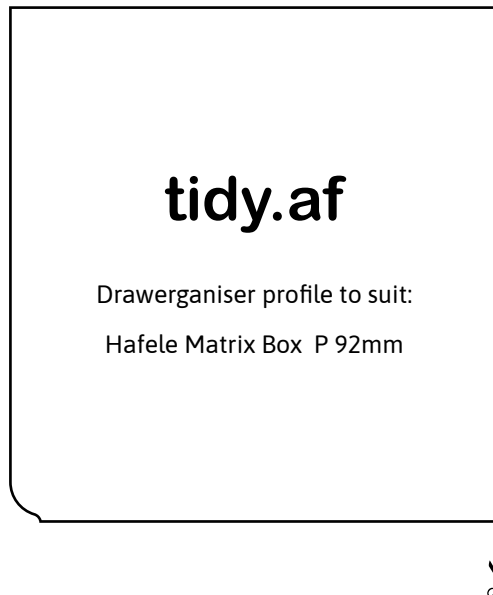 tidy.af
Drawerganiser profile to suit:
Hafele Matrix Box P 92mm